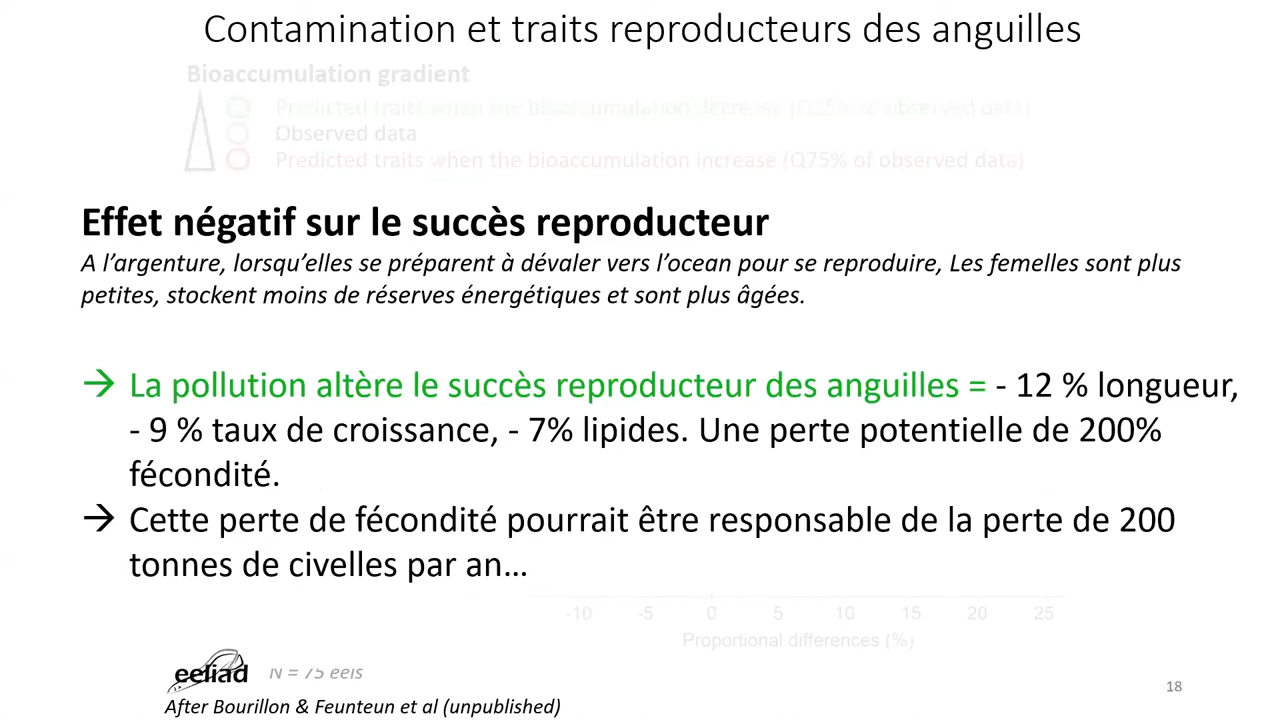 Contamination et traits reproducteurs des anguilles
Bioaccumulation gradient
Predicted traits when the bioaccumulation decrease (Q25% of observed data)
Observed data
Predicted traits when the bioaccumulation increase (Q75% of observed data)
Effet négatif sur le succès reproducteur
A l’argenture, lorsqu’elles se préparent à dévaler vers l’ocean pour se reproduire, Les femelles sont plus
petites, stockent moins de réserves énergétiques et sont plus âgées.
→ La pollution altère le succès reproducteur des anguilles = - 12 % longueur,
- 9 % taux de croissance, - 7% lipides. Une perte potentielle de 200%
fécondité.
→ Cette perte de fécondité pourrait être responsable de la perte de 200
tonnes de civelles par an…
-10 -5 0 5 10 15 20 25
Proportional differences (%)
eeliad N = 75 eels
18
After Bourillon & Feunteun et al (unpublished)